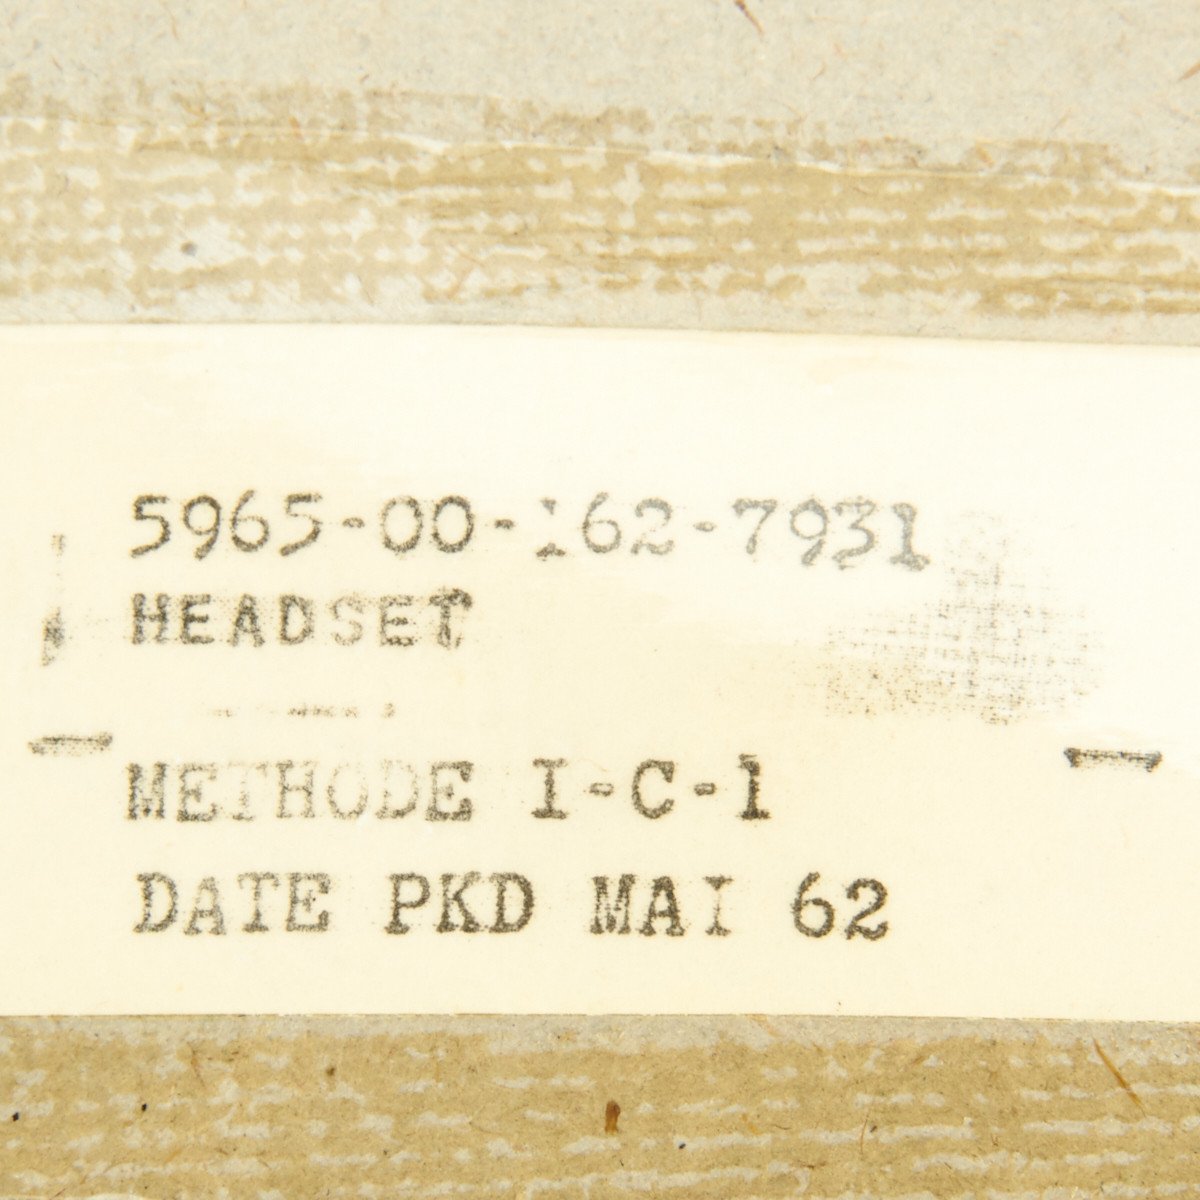 5965-00-162-7931
HEADSET
METHODE I-C-1
DATE PKD MAI 62